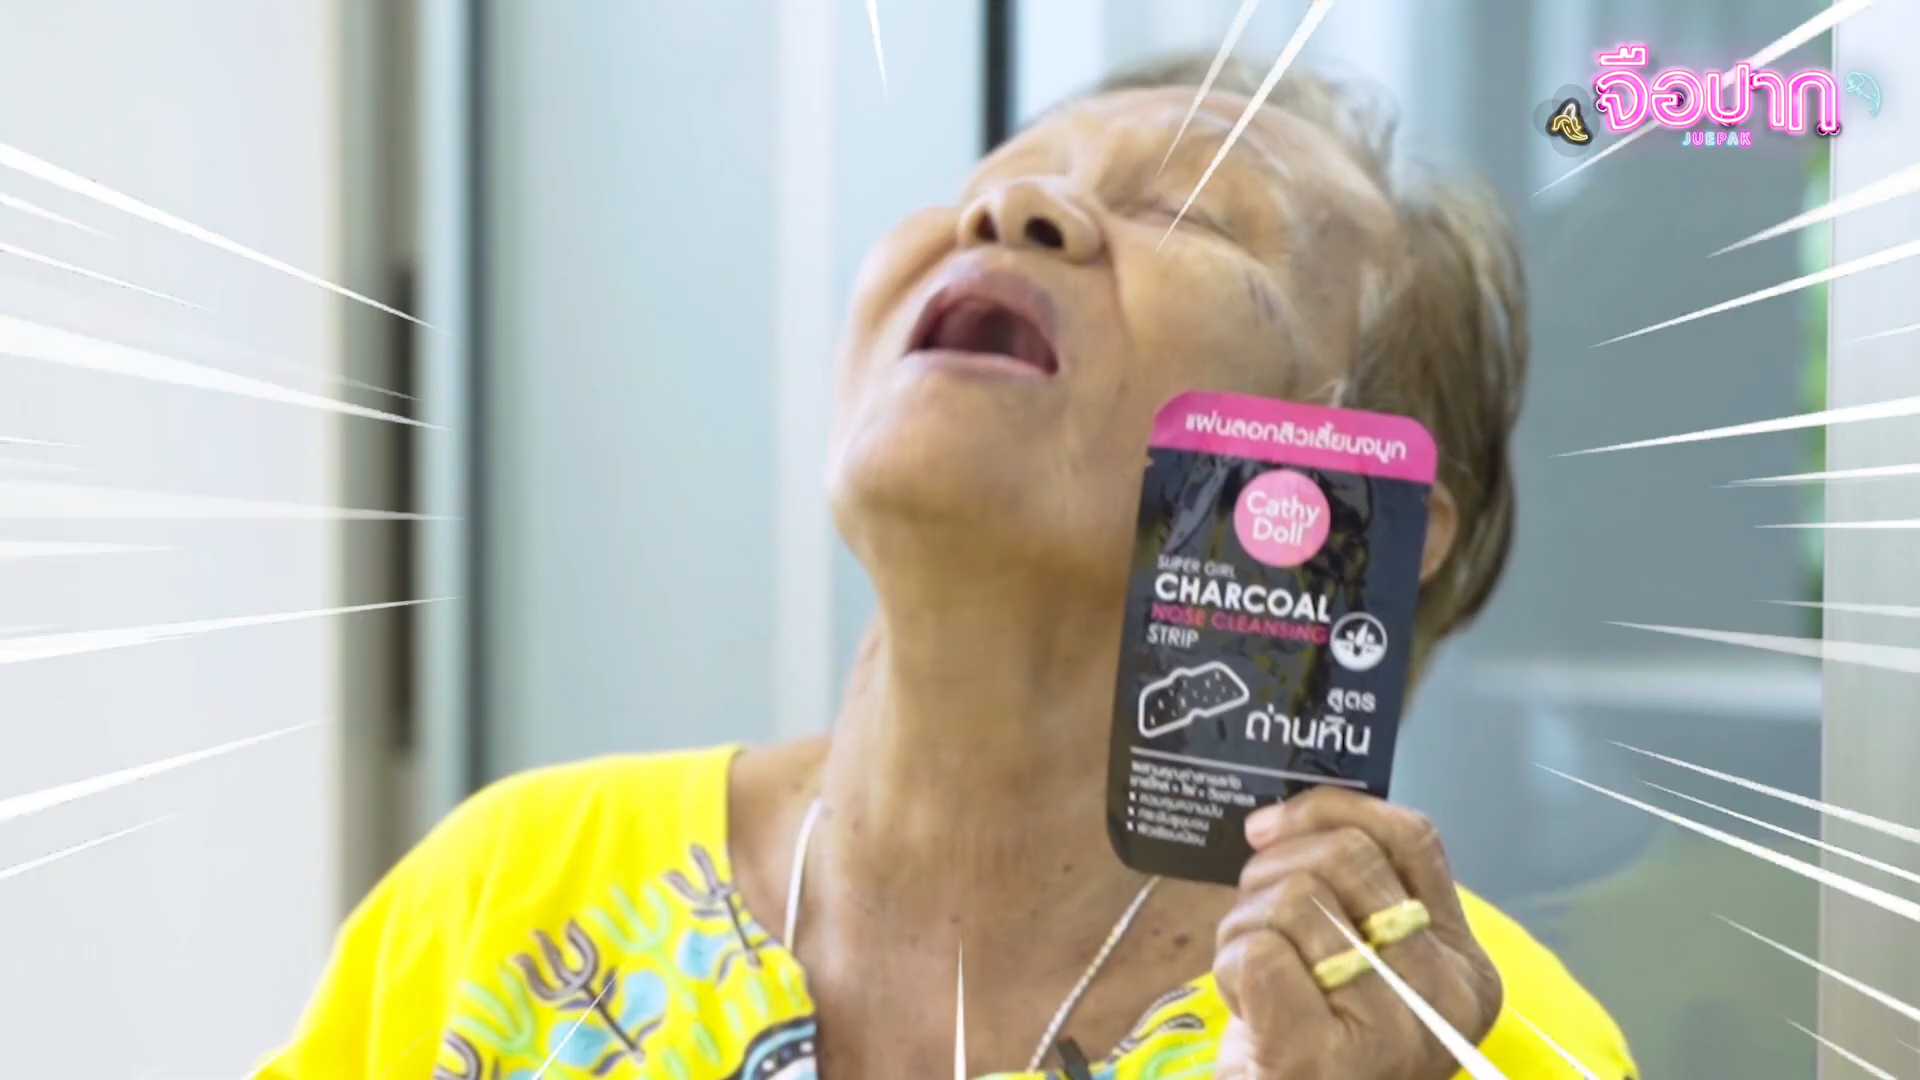 จือปาก
JUEPAK
แผ่นลอกสิวเสี้ยนจมูก
Cathy
Doll
SUPER GIRL
CHARCOAL
NOSE CLEANSING
STRIP
สูตร
ถ่านหิน